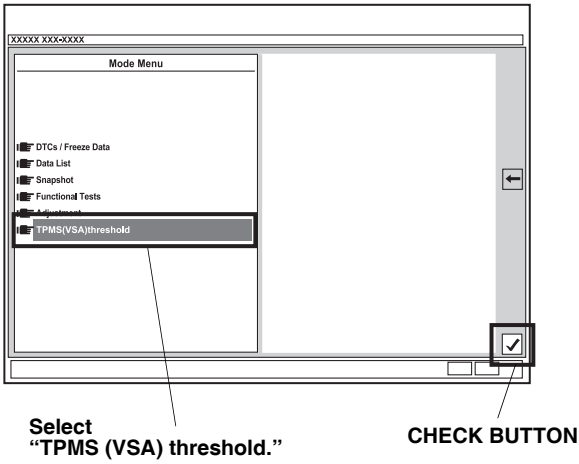 XXXXX XXX-XXXX
Mode Menu
DTCs / Freeze Data
Data List
Snapshot
Functional Tests
Adjustment
TPMS(VSA)threshold
Select
“TPMS (VSA) threshold.”
CHECK BUTTON